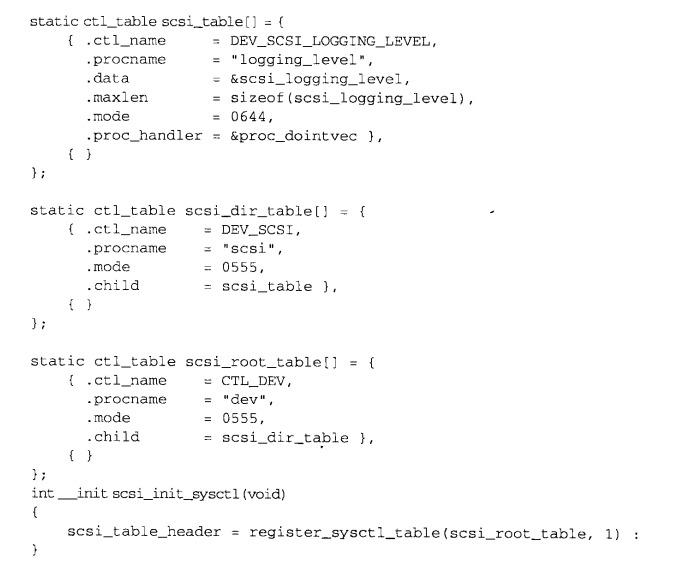 static ctl_table scsi_table[] = {
    { .ctl_name      = DEV_SCSI_LOGGING_LEVEL,
      .procname      = "logging_level",
      .data          = &scsi_logging_level,
      .maxlen        = sizeof(scsi_logging_level),
      .mode          = 0644,
      .proc_handler = &proc_dointvec },
    { }
};

static ctl_table scsi_dir_table[] = {
    { .ctl_name     = DEV_SCSI,
      .procname     = "scsi",
      .mode         = 0555,
      .child        = scsi_table },
    { }
};

static ctl_table scsi_root_table[] = {
    { .ctl_name     = CTL_DEV,
      .procname     = "dev",
      .mode         = 0555,
      .child        = scsi_dir_table },
    { }
};
int __init scsi_init_sysctl(void)
{
    scsi_table_header = register_sysctl_table(scsi_root_table, 1) :
}